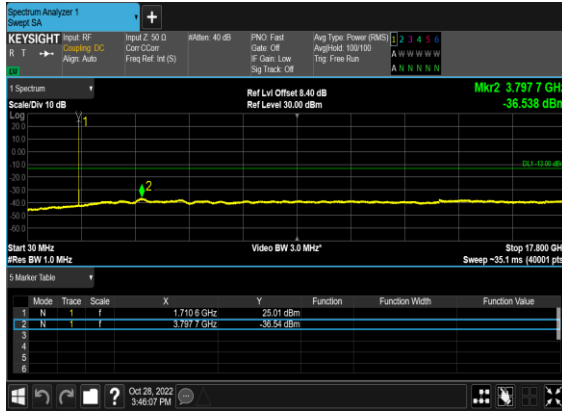 Spectrum Analyzer 1
Swept SA
+
KEYSIGHT Input: RF Input Z: 50 Ω #Atten: 40 dB PNO: Fast Avg Type: Power (RMS) 1 2 3 4 5 6
R T Coupling: DC Corr CCorr Gate: Off Avg|Hold: 100/100 A W W W W W
Align: Auto Freq Ref: Int (S) IF Gain: Low Trig: Free Run
Sig Track: Off A N N N N N
LU
1 Spectrum Ref Lvl Offset 8.40 dB Mkr2 3.797 7 GHz
Scale/Div 10 dB Ref Level 30.00 dBm -36.538 dBm
Log
1
20.0
10.0
0.00
-10.0
DL1 -13.00 dBm
-20.0
-30.0
2
-40.0
-50.0
-60.0
Start 30 MHz Video BW 3.0 MHz* Stop 17.800 GHz
#Res BW 1.0 MHz Sweep ~35.1 ms (40001 pts)
5 Marker Table
Mode Trace Scale X Y Function Function Width Function Value
1 N 1 f 1.710 6 GHz 25.01 dBm
2 N 1 f 3.797 7 GHz -36.54 dBm
3
4
5
6
? Oct 28, 2022
3:46:07 PM